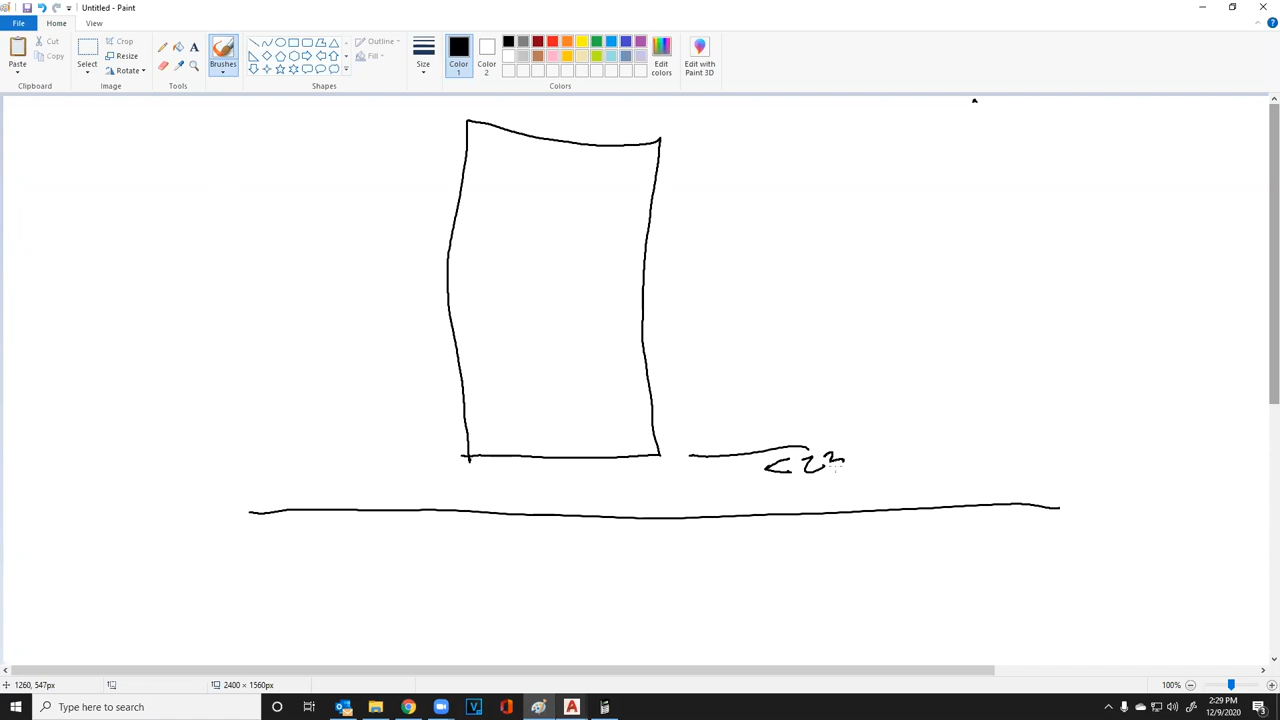 Untitled - Paint
File
Home
View
Paste
Cut
Copy
Clipboard
Select
Crop
Resize
Rotate
Image
Brushes
Tools
Outline
Fill
Shapes
Size
Color 1
Color 2
Edit colors
Colors
Edit with Paint 3D
1260, 547px
2400 × 1560px
100%
Type here to search
2:29 PM
12/9/2020